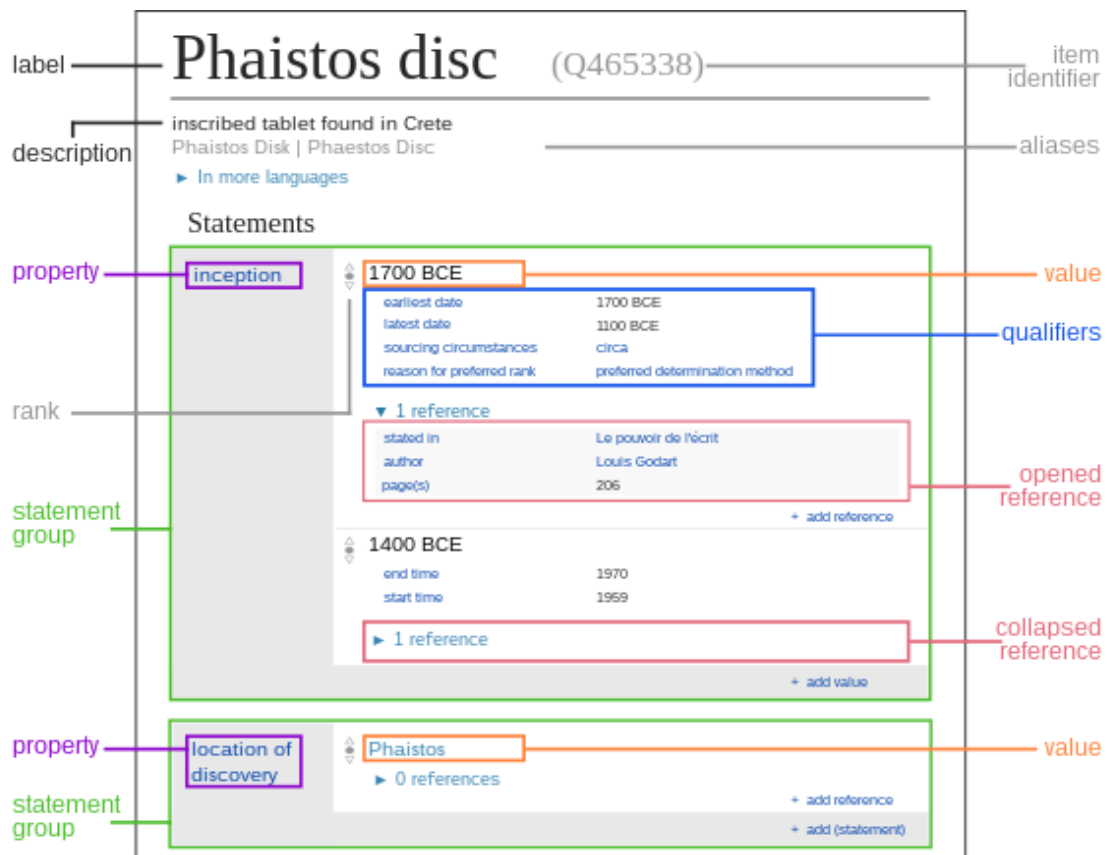 label
Phaistos disc (Q465338)
item
identifier
description
inscribed tablet found in Crete
Phaistos Disk | Phaestos Disc
aliases
► In more languages
Statements
property
inception
1700 BCE
value
earliest date 1700 BCE
latest date 1100 BCE
sourcing circumstances circa
reason for preferred rank preferred determination method
qualifiers
rank
▼ 1 reference
stated in Le pouvoir de l'écrit
author Louis Godart
page(s) 206
opened
reference
statement
group
+ add reference
1400 BCE
end time 1970
start time 1959
► 1 reference
collapsed
reference
+ add value
property
location of
discovery
Phaistos
value
► 0 references
+ add reference
statement
group
+ add (statement)